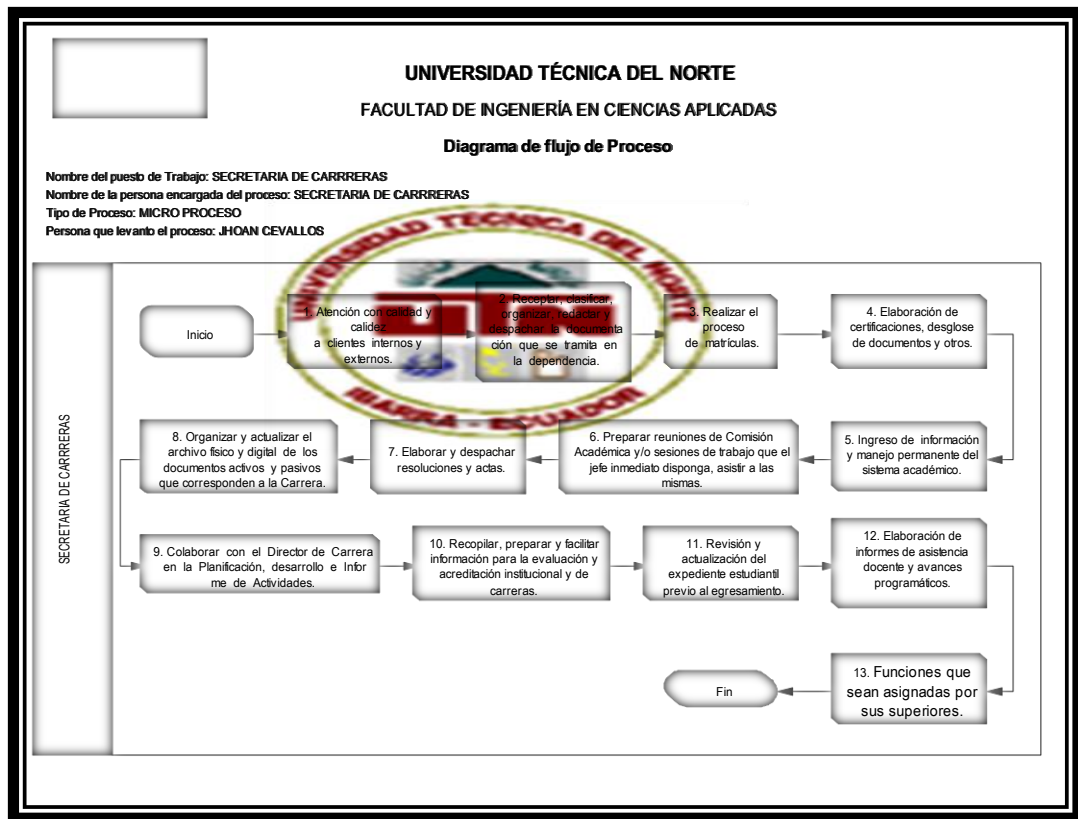 UNIVERSIDAD TÉCNICA DEL NORTE
FACULTAD DE INGENIERÍA EN CIENCIAS APLICADAS
Diagrama de flujo de Proceso
Nombre del puesto de Trabajo: SECRETARIA DE CARRRERAS
Nombre de la persona encargada del proceso: SECRETARIA DE CARRRERAS
Tipo de Proceso: MICRO PROCESO
Persona que levanto el proceso: JHOAN CEVALLOS
UNIVERSIDAD TECNICA DEL NORTE
IBARRA - ECUADOR
SECRETARIA DE CARRRERAS
Inicio
1. Atención con calidad y
calidez
a clientes internos y
externos.
2. Receptar, clasificar,
organizar, redactar y
despachar la documenta
ción que se tramita en
la dependencia.
3. Realizar el
proceso
de matrículas.
4. Elaboración de
certificaciones, desglose
de documentos y otros.
5. Ingreso de información
y manejo permanente del
sistema académico.
6. Preparar reuniones de Comisión
Académica y/o sesiones de trabajo que el
jefe inmediato disponga, asistir a las
mismas.
7. Elaborar y despachar
resoluciones y actas.
8. Organizar y actualizar el
archivo físico y digital de los
documentos activos y pasivos
que corresponden a la Carrera.
9. Colaborar con el Director de Carrera
en la Planificación, desarrollo e Infor
me de Actividades.
10. Recopilar, preparar y facilitar
información para la evaluación y
acreditación institucional y de
carreras.
11. Revisión y
actualización del
expediente estudiantil
previo al egresamiento.
12. Elaboración de
informes de asistencia
docente y avances
programáticos.
13. Funciones que
sean asignadas por
sus superiores.
Fin